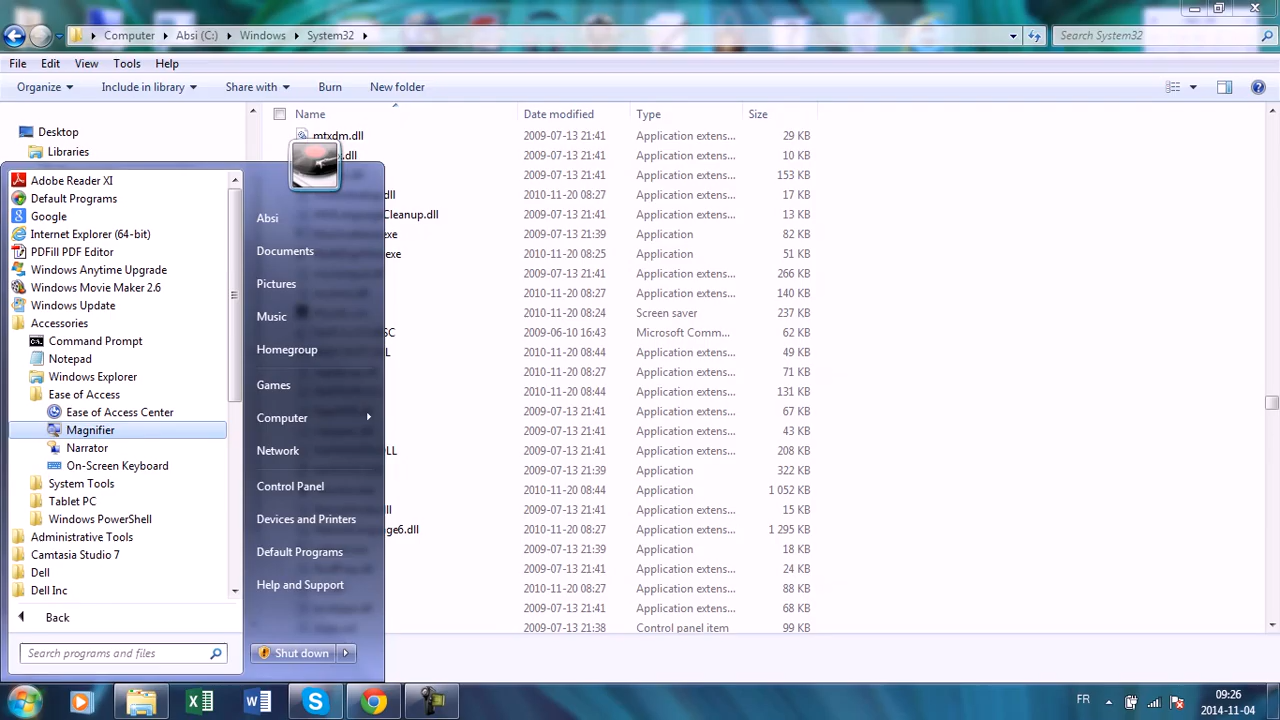 Computer Absi (C:) Windows System32 Search System32
File Edit View Tools Help
Organize Include in library Share with Burn New folder
Name Date modified Type Size
Desktop
Libraries
mtxdm.dll 2009-07-13 21:41 Application extens... 29 KB
.dll 2009-07-13 21:41 Application extens... 10 KB
2009-07-13 21:41 Application extens... 153 KB
dll 2010-11-20 08:27 Application extens... 17 KB
Cleanup.dll 2009-07-13 21:41 Application extens... 13 KB
exe 2009-07-13 21:39 Application 82 KB
exe 2010-11-20 08:25 Application 51 KB
2009-07-13 21:41 Application extens... 266 KB
2010-11-20 08:27 Application extens... 140 KB
2010-11-20 08:24 Screen saver 237 KB
SC 2009-06-10 16:43 Microsoft Comm... 62 KB
L 2010-11-20 08:44 Application extens... 49 KB
2010-11-20 08:27 Application extens... 71 KB
2010-11-20 08:44 Application extens... 131 KB
2009-07-13 21:41 Application extens... 67 KB
2009-07-13 21:41 Application extens... 43 KB
LL 2010-11-20 08:44 Application extens... 208 KB
2009-07-13 21:39 Application 322 KB
2010-11-20 08:44 Application 1 052 KB
dll 2009-07-13 21:41 Application extens... 15 KB
ge6.dll 2010-11-20 08:27 Application extens... 1 295 KB
2009-07-13 21:39 Application 18 KB
2009-07-13 21:41 Application extens... 24 KB
2010-11-20 08:27 Application extens... 88 KB
2009-07-13 21:41 Application extens... 68 KB
2009-07-13 21:38 Control panel item 99 KB
Adobe Reader XI
Default Programs
Google
Internet Explorer (64-bit)
PDFill PDF Editor
Windows Anytime Upgrade
Windows Movie Maker 2.6
Windows Update
Accessories
Command Prompt
Notepad
Windows Explorer
Ease of Access
Ease of Access Center
Magnifier
Narrator
On-Screen Keyboard
System Tools
Tablet PC
Windows PowerShell
Administrative Tools
Camtasia Studio 7
Dell
Dell Inc
Back
Search programs and files
Absi
Documents
Pictures
Music
Homegroup
Games
Computer
Network
Control Panel
Devices and Printers
Default Programs
Help and Support
Shut down
FR
09:26
2014-11-04